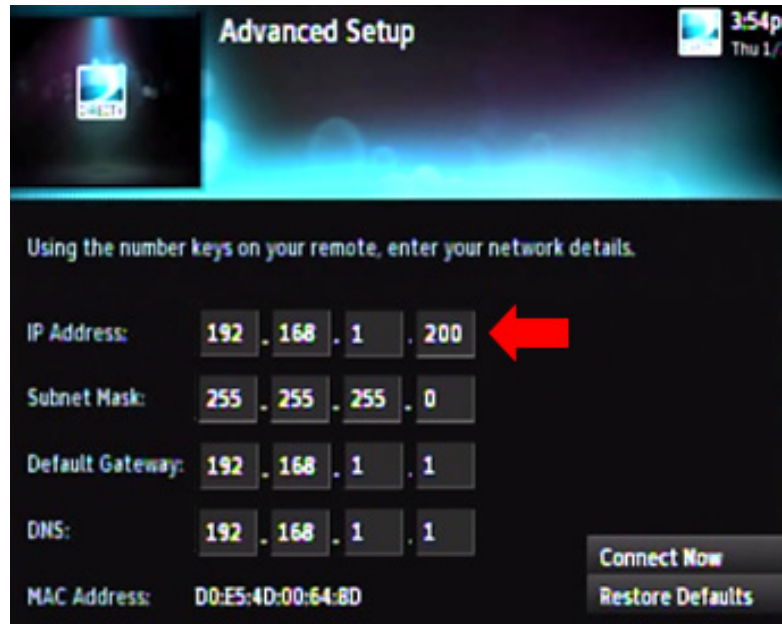 Advanced Setup
3:54p
Thu 1/
Using the number keys on your remote, enter your network details.
IP Address: 192 . 168 . 1 . 200
Subnet Mask: 255 . 255 . 255 . 0
Default Gateway: 192 . 168 . 1 . 1
DNS: 192 . 168 . 1 . 1
Connect Now
MAC Address: D0:E5:4D:00:64:8D
Restore Defaults